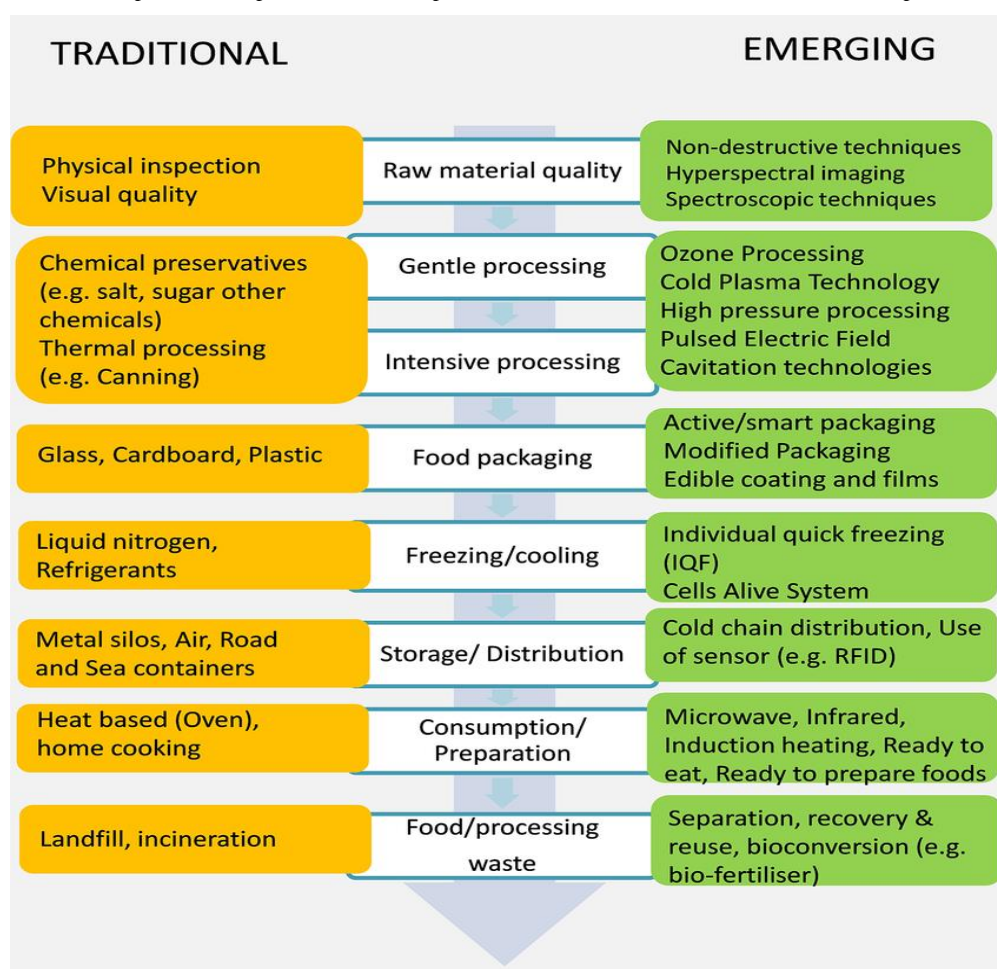 TRADITIONAL
EMERGING
Physical inspection
Visual quality
Raw material quality
Non-destructive techniques
Hyperspectral imaging
Spectroscopic techniques
Chemical preservatives
(e.g. salt, sugar other
chemicals)
Thermal processing
(e.g. Canning)
Gentle processing
Intensive processing
Ozone Processing
Cold Plasma Technology
High pressure processing
Pulsed Electric Field
Cavitation technologies
Glass, Cardboard, Plastic
Food packaging
Active/smart packaging
Modified Packaging
Edible coating and films
Liquid nitrogen,
Refrigerants
Freezing/cooling
Individual quick freezing
(IQF)
Cells Alive System
Metal silos, Air, Road
and Sea containers
Storage/ Distribution
Cold chain distribution, Use
of sensor (e.g. RFID)
Heat based (Oven),
home cooking
Consumption/
Preparation
Microwave, Infrared,
Induction heating, Ready to
eat, Ready to prepare foods
Landfill, incineration
Food/processing
waste
Separation, recovery &
reuse, bioconversion (e.g.
bio-fertiliser)